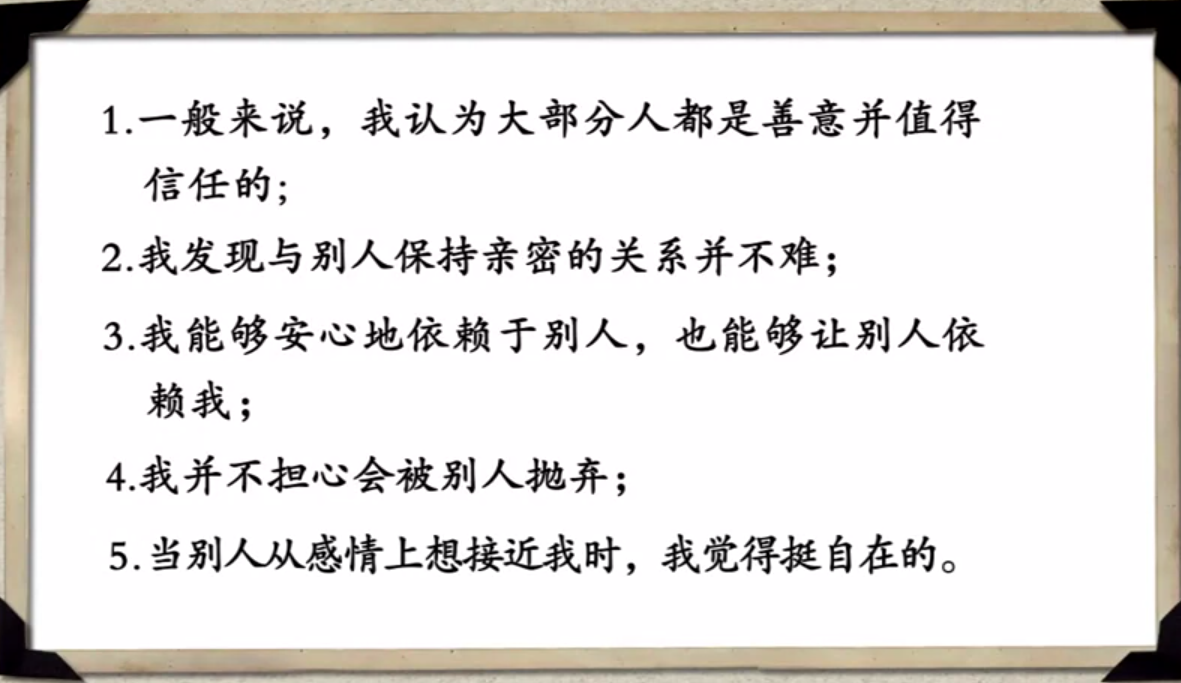 1.一般来说，我认为大部分人都是善意并值得
信任的;
2.我发现与别人保持亲密的关系并不难；
3.我能够安心地依赖于别人，也能够让别人依
赖我；
4.我并不担心会被别人抛弃；
5.当别人从感情上想接近我时，我觉得挺自在的。